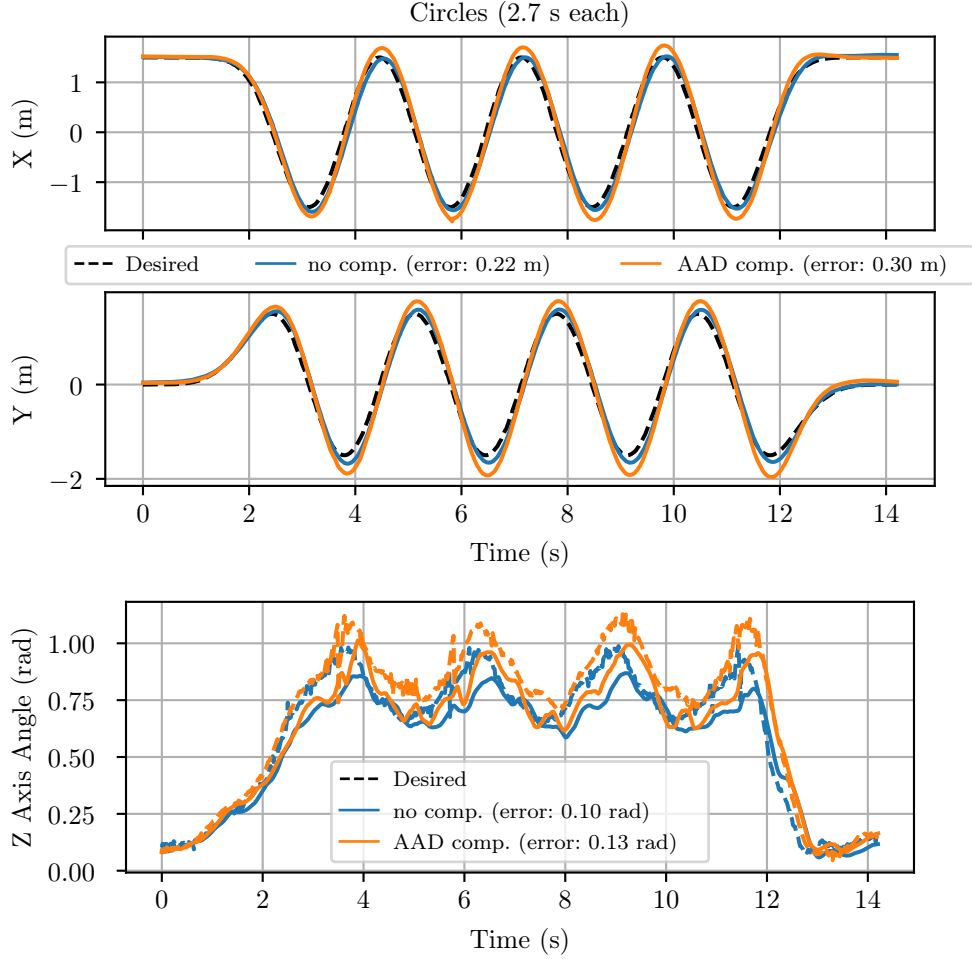 Circles (2.7 s each)
X (m)
1
0
−1
Desired
no comp. (error: 0.22 m)
AAD comp. (error: 0.30 m)
Y (m)
0
−2
0 2 4 6 8 10 12 14
Time (s)
Z Axis Angle (rad)
1.00
0.75
0.50
0.25
0.00
Desired
no comp. (error: 0.10 rad)
AAD comp. (error: 0.13 rad)
0 2 4 6 8 10 12 14
Time (s)